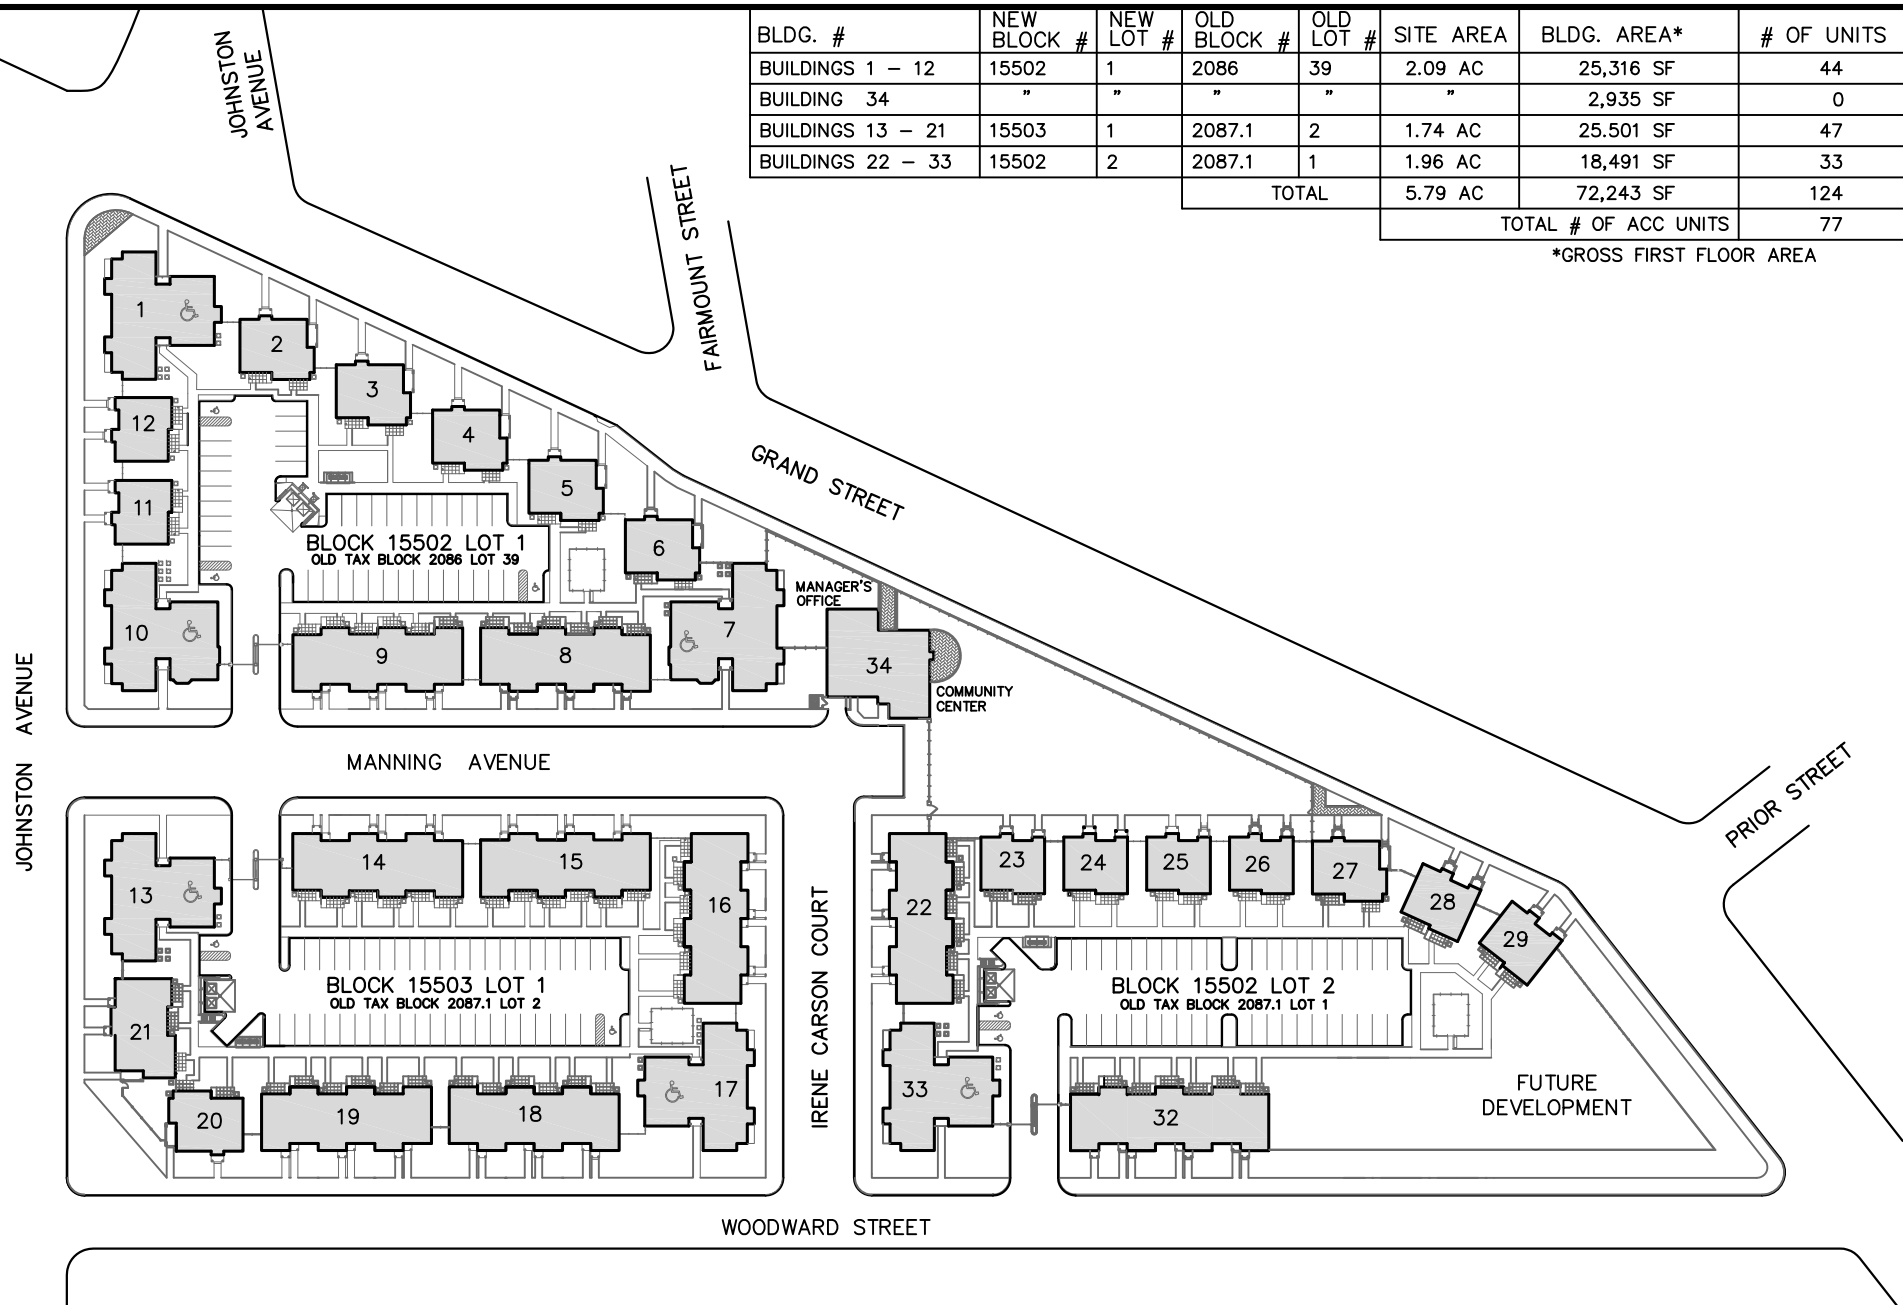 BLDG. # NEW BLOCK # NEW LOT # OLD BLOCK # OLD LOT # SITE AREA BLDG. AREA* # OF UNITS
BUILDINGS 1 – 12 15502 1 2086 39 2.09 AC 25,316 SF 44
BUILDING 34 " " " " " 2,935 SF 0
BUILDINGS 13 – 21 15503 1 2087.1 2 1.74 AC 25.501 SF 47
BUILDINGS 22 – 33 15502 2 2087.1 1 1.96 AC 18,491 SF 33
TOTAL 5.79 AC 72,243 SF 124
TOTAL # OF ACC UNITS 77
*GROSS FIRST FLOOR AREA
JOHNSTON
AVENUE
FAIRMOUNT STREET
GRAND STREET
1
2
3
12
4
5
11
6
BLOCK 15502 LOT 1
OLD TAX BLOCK 2086 LOT 39
MANAGER'S
OFFICE
10
9
8
7
34
COMMUNITY
CENTER
JOHNSTON AVENUE
MANNING AVENUE
PRIOR STREET
13
14
15
16
IRENE CARSON COURT
22
23
24
25
26
27
28
29
BLOCK 15503 LOT 1
OLD TAX BLOCK 2087.1 LOT 2
BLOCK 15502 LOT 2
OLD TAX BLOCK 2087.1 LOT 1
21
20
19
18
17
33
32
FUTURE
DEVELOPMENT
WOODWARD STREET